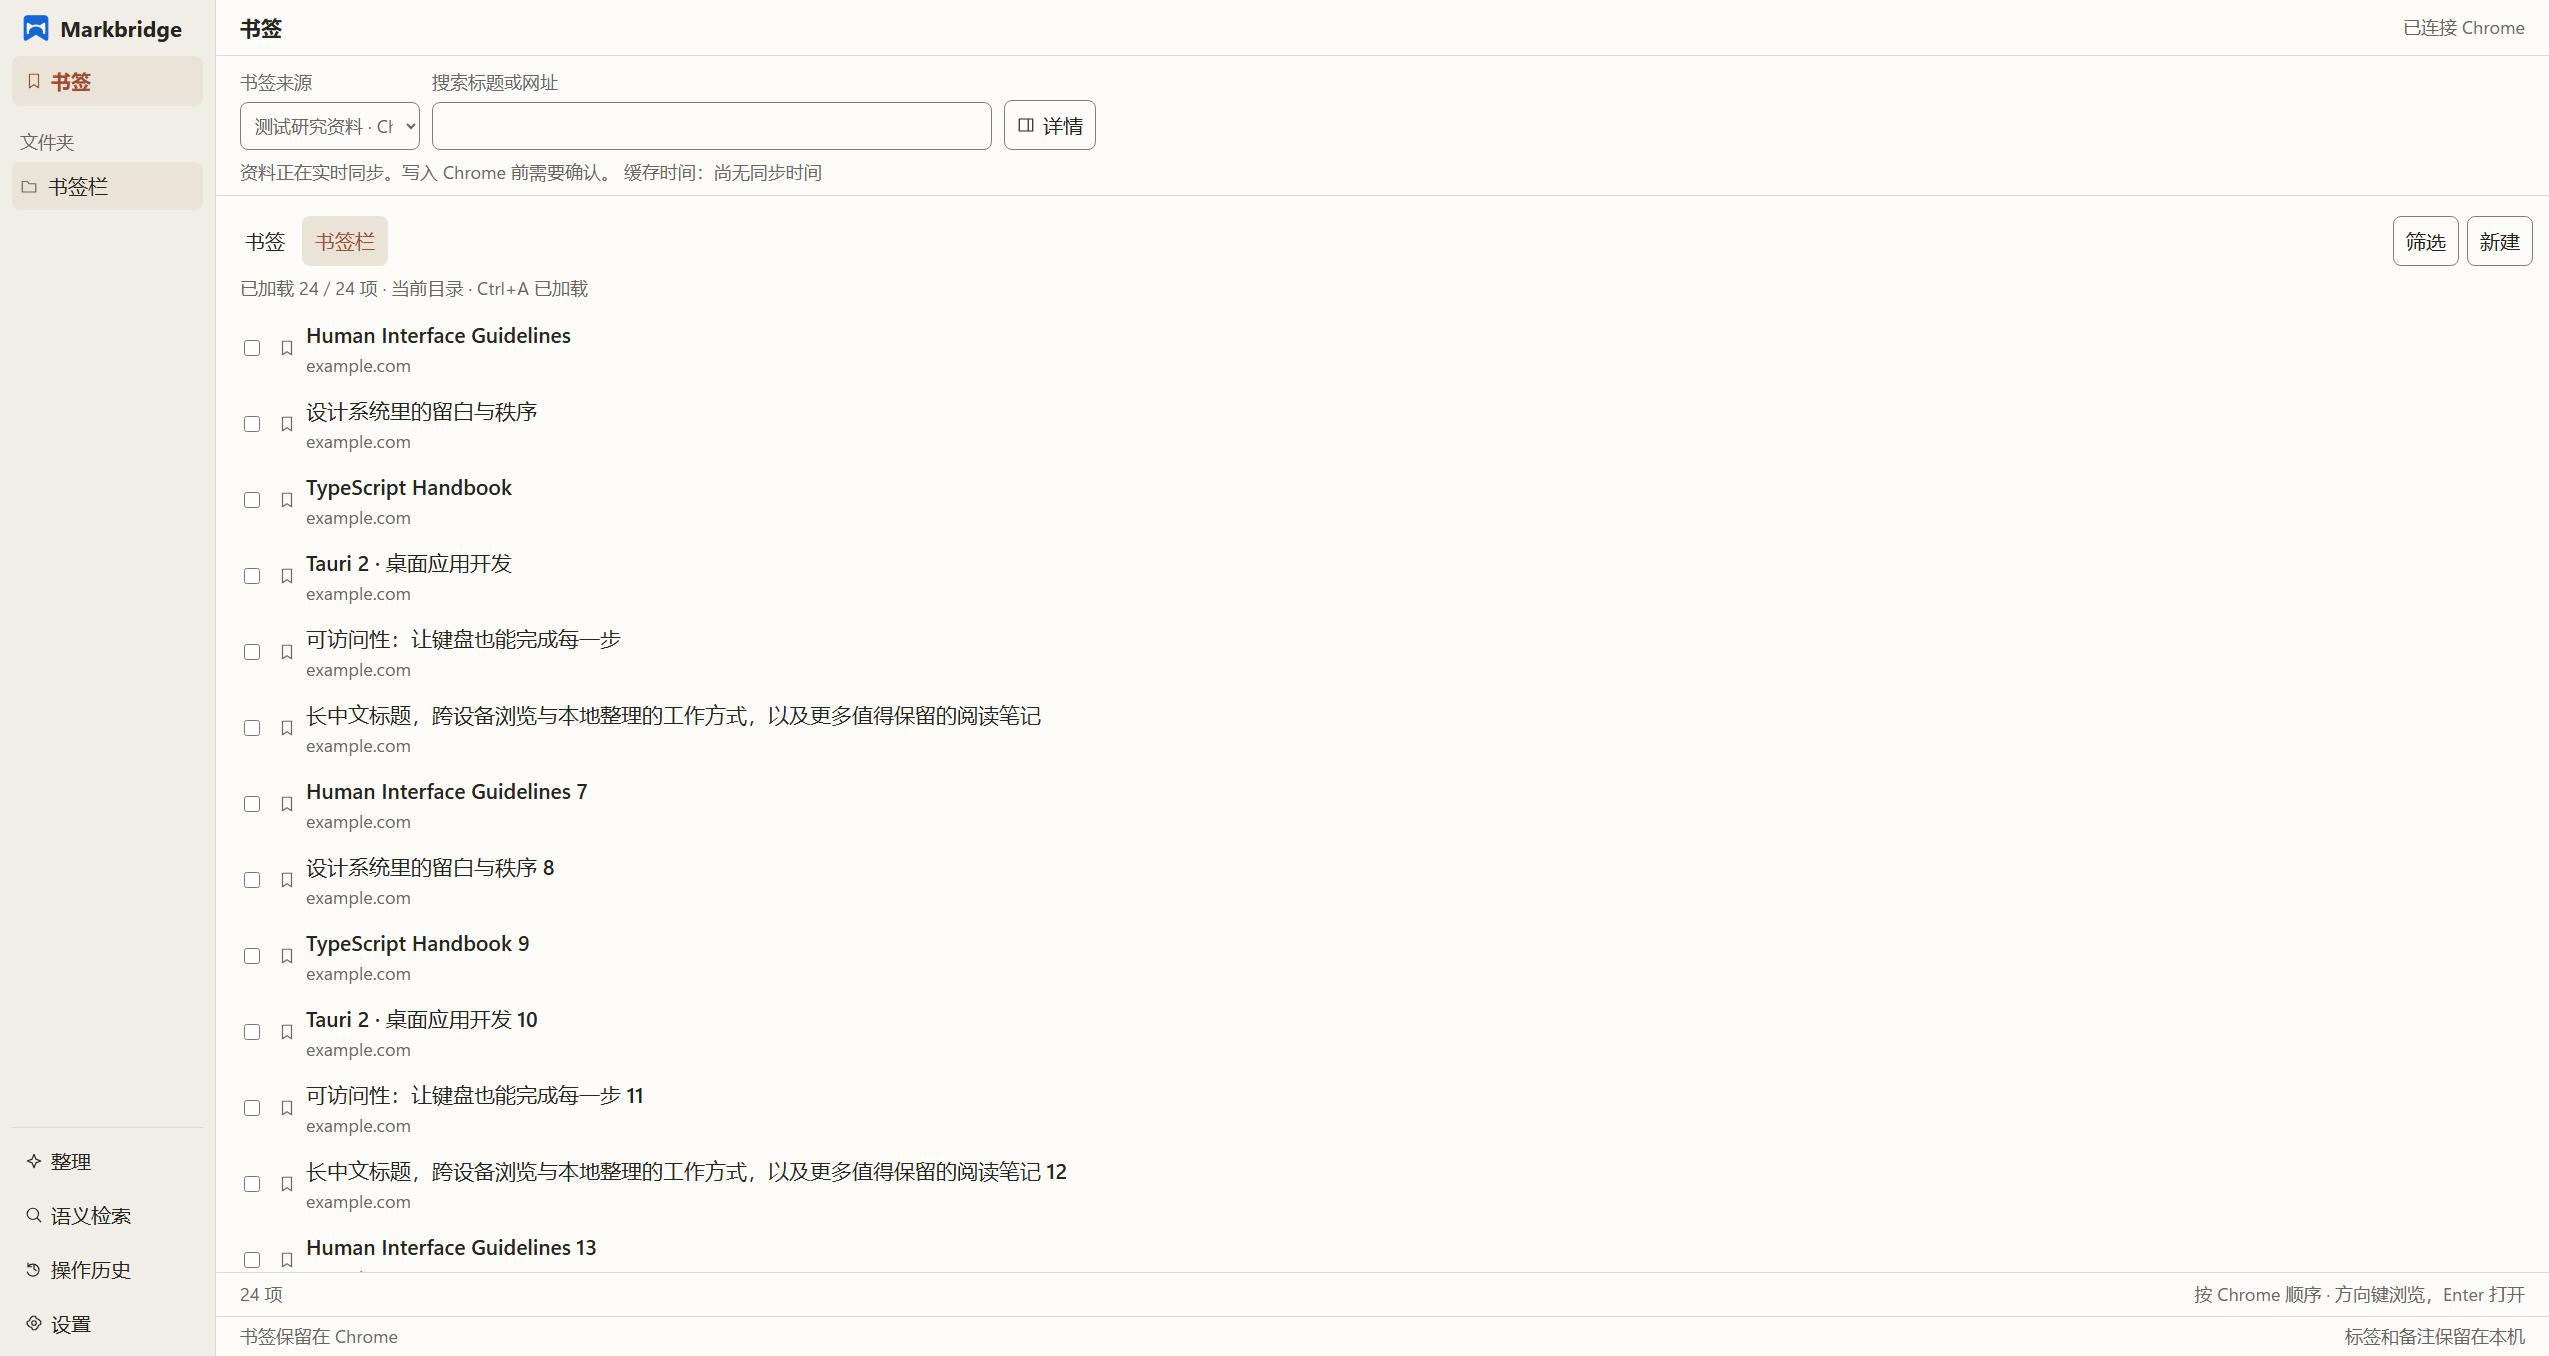 Markbridge
书签
文件夹
书签栏
整理
语义检索
操作历史
设置
书签
已连接 Chrome
书签来源
搜索标题或网址
测试研究资料 · Ch
详情
资料正在实时同步。写入 Chrome 前需要确认。 缓存时间：尚无同步时间
书签 书签栏
筛选 新建
已加载 24 / 24 项 · 当前目录 · Ctrl+A 已加载
Human Interface Guidelines
example.com
设计系统里的留白与秩序
example.com
TypeScript Handbook
example.com
Tauri 2 · 桌面应用开发
example.com
可访问性：让键盘也能完成每一步
example.com
长中文标题，跨设备浏览与本地整理的工作方式，以及更多值得保留的阅读笔记
example.com
Human Interface Guidelines 7
example.com
设计系统里的留白与秩序 8
example.com
TypeScript Handbook 9
example.com
Tauri 2 · 桌面应用开发 10
example.com
可访问性：让键盘也能完成每一步 11
example.com
长中文标题，跨设备浏览与本地整理的工作方式，以及更多值得保留的阅读笔记 12
example.com
Human Interface Guidelines 13
24 项
按 Chrome 顺序 · 方向键浏览，Enter 打开
书签保留在 Chrome
标签和备注保留在本机